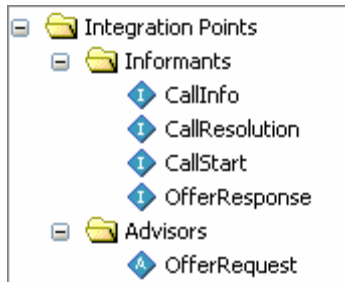 Integration Points
Informants
I CallInfo
I CallResolution
I CallStart
I OfferResponse
Advisors
A OfferRequest